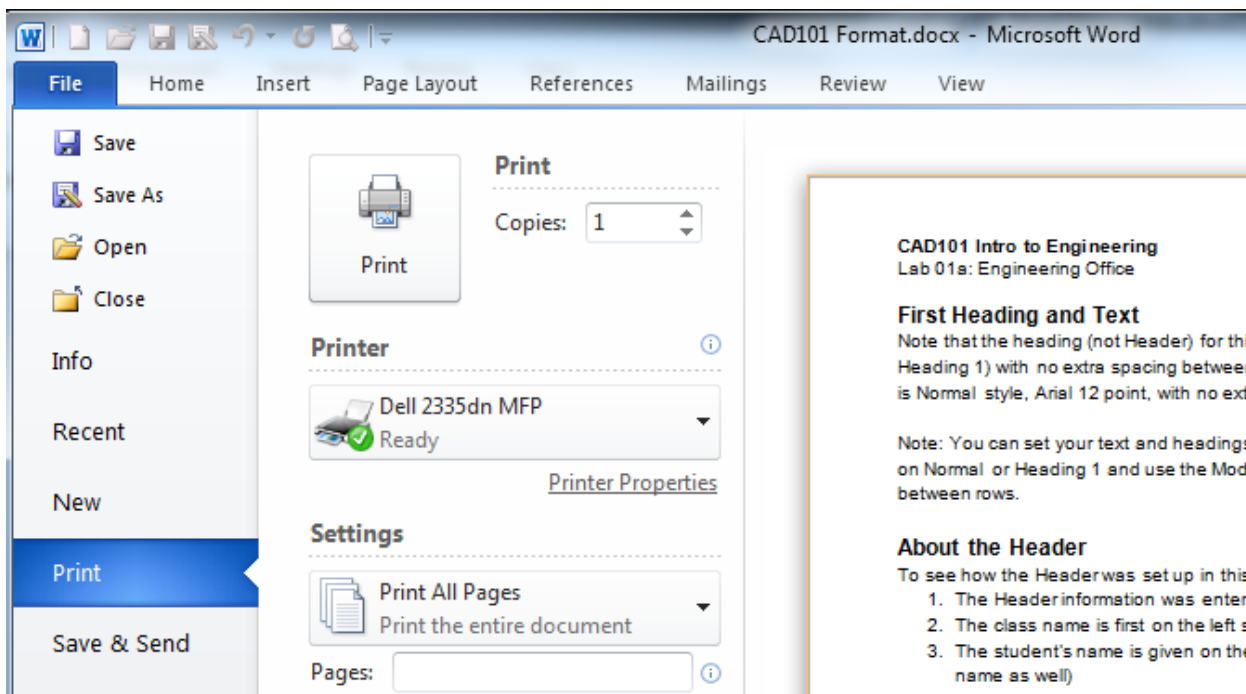 W
CAD101 Format.docx - Microsoft Word
File Home Insert Page Layout References Mailings Review View
Save
Save As
Open
Close
Info
Recent
New
Print
Save & Send
Print
Print
Copies: 1
Printer
Dell 2335dn MFP
Ready
Printer Properties
Settings
Print All Pages
Print the entire document
Pages:
CAD101 Intro to Engineering
Lab 01a: Engineering Office
First Heading and Text
Note that the heading (not Header) for thi
Heading 1) with no extra spacing between
is Normal style, Arial 12 point, with no ext
Note: You can set your text and headings
on Normal or Heading 1 and use the Mod
between rows.
About the Header
To see how the Header was set up in this
1. The Header information was enter
2. The class name is first on the left s
3. The student's name is given on the
name as well)